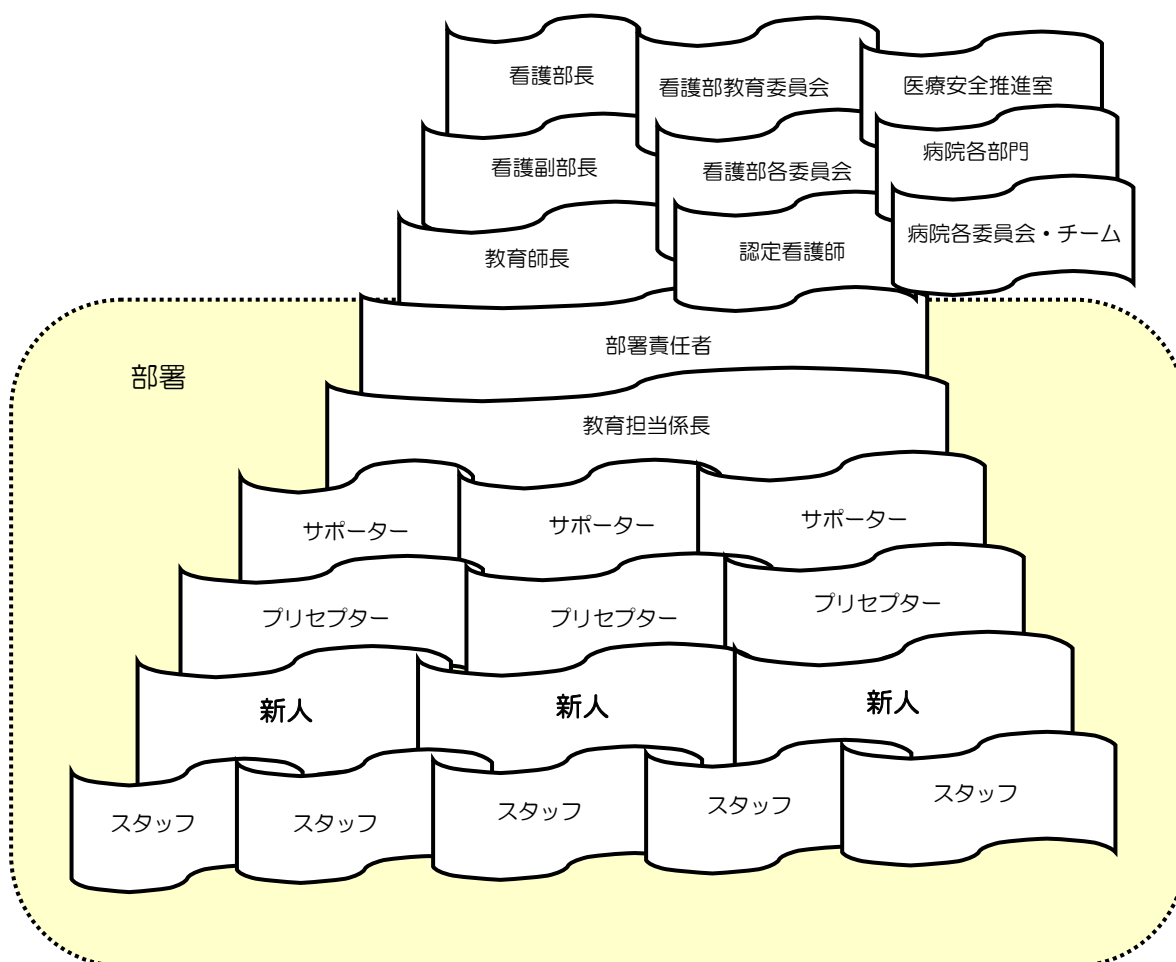 看護部長
看護部教育委員会
医療安全推進室
看護副部長
看護部各委員会
病院各部門
教育師長
認定看護師
病院各委員会・チーム
部署責任者
部署
教育担当係長
サポーター
サポーター
サポーター
プリセプター
プリセプター
プリセプター
新人
新人
新人
スタッフ
スタッフ
スタッフ
スタッフ
スタッフ